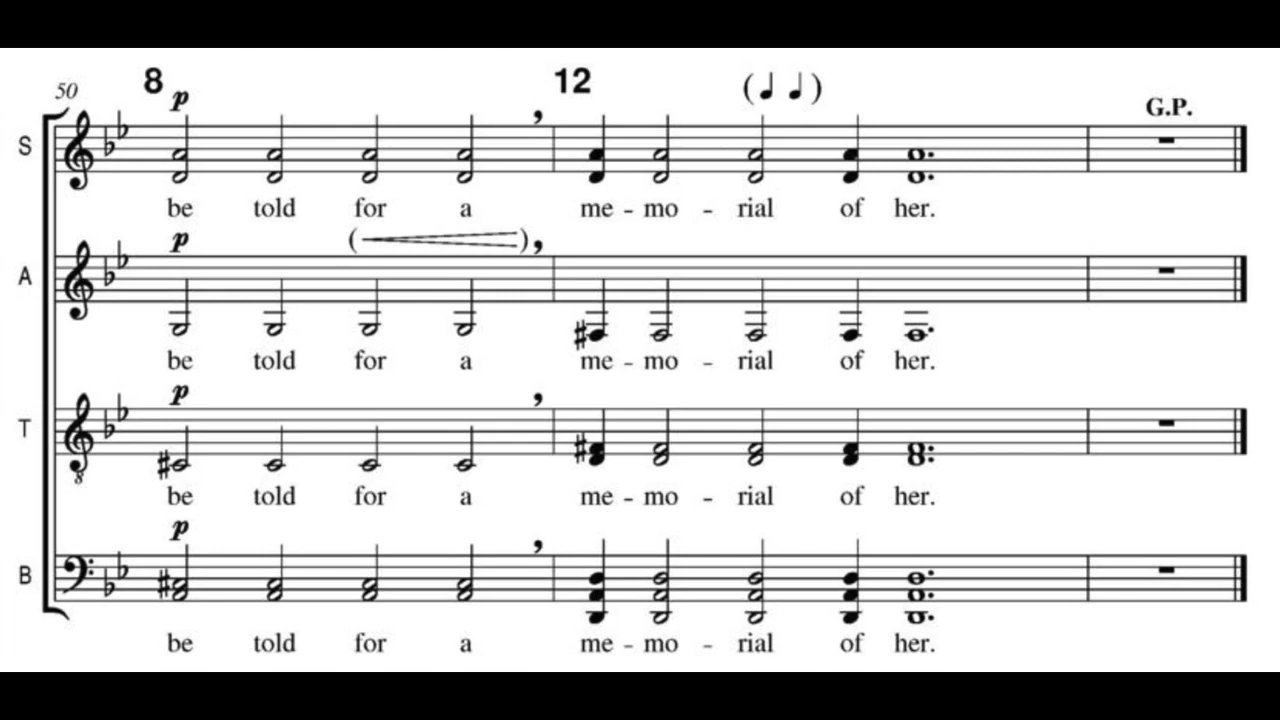 50 8 p 12 ( ) G.P.
S
be told for a me - mo - rial of her.
p ( ) ,
A
be told for a me - mo - rial of her.
p ,
T
8
be told for a me - mo - rial of her.
p ,
B
be told for a me - mo - rial of her.